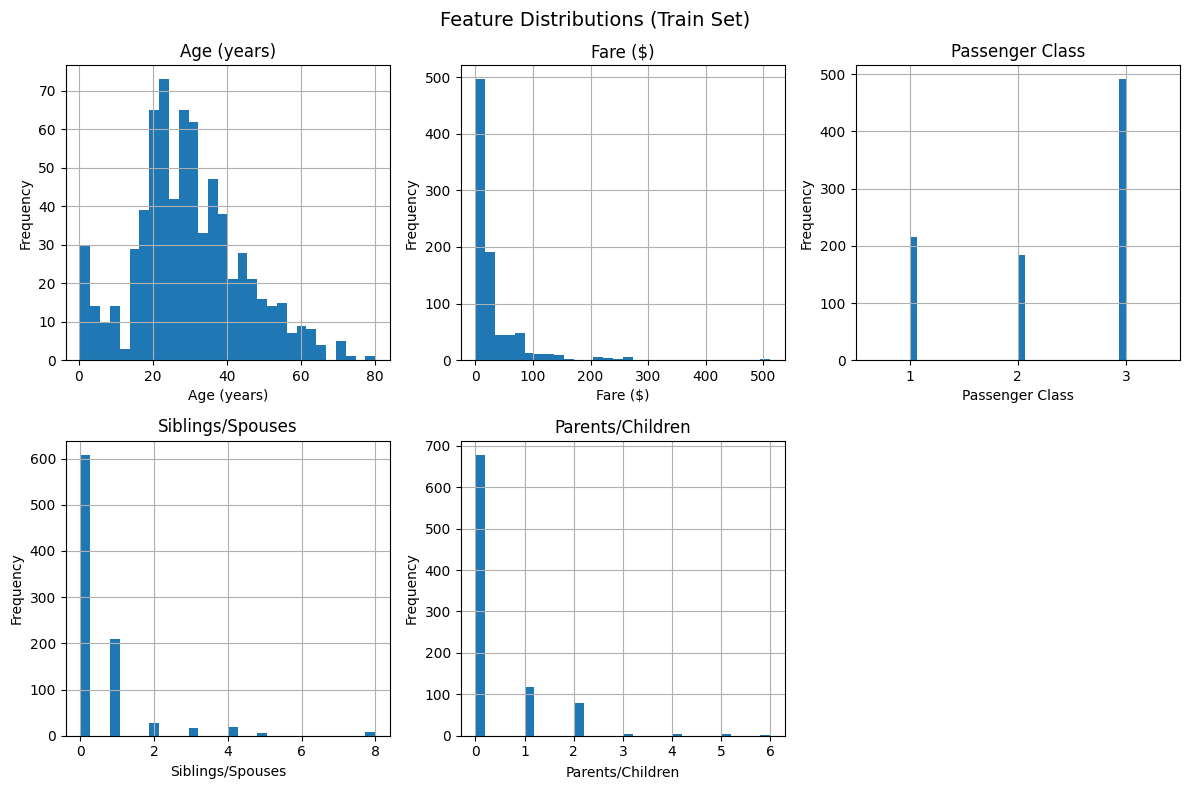 Feature Distributions (Train Set)
Age (years)
Frequency
0 10 20 30 40 50 60 70
0 20 40 60 80
Age (years)
Fare ($)
Frequency
0 100 200 300 400 500
0 100 200 300 400 500
Fare ($)
Passenger Class
Frequency
0 100 200 300 400 500
1 2 3
Passenger Class
Siblings/Spouses
Frequency
0 100 200 300 400 500 600
0 2 4 6 8
Siblings/Spouses
Parents/Children
Frequency
0 100 200 300 400 500 600 700
0 1 2 3 4 5 6
Parents/Children